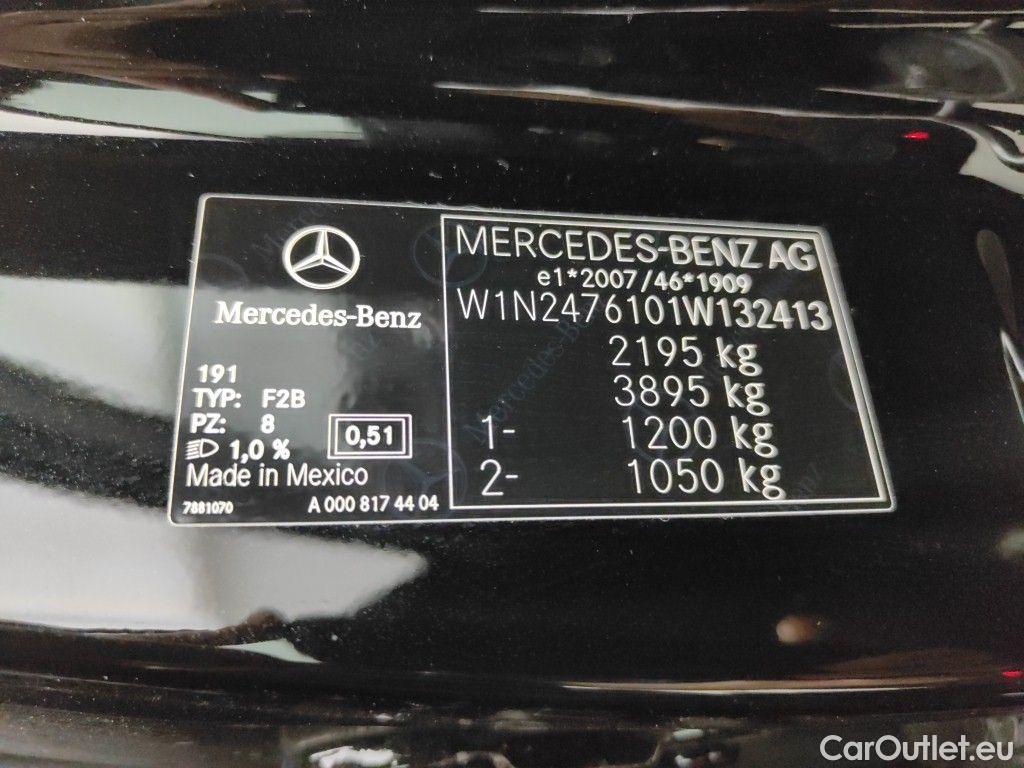 Mercedes-Benz
191
TYP: F2B
PZ: 8
1,0 %
0,51
Made in Mexico
7881070
A 000 817 44 04
MERCEDES-BENZ AG
e1*2007/46*1909
W1N2476101W132413
2195 kg
3895 kg
1- 1200 kg
2- 1050 kg
CarOutlet.eu